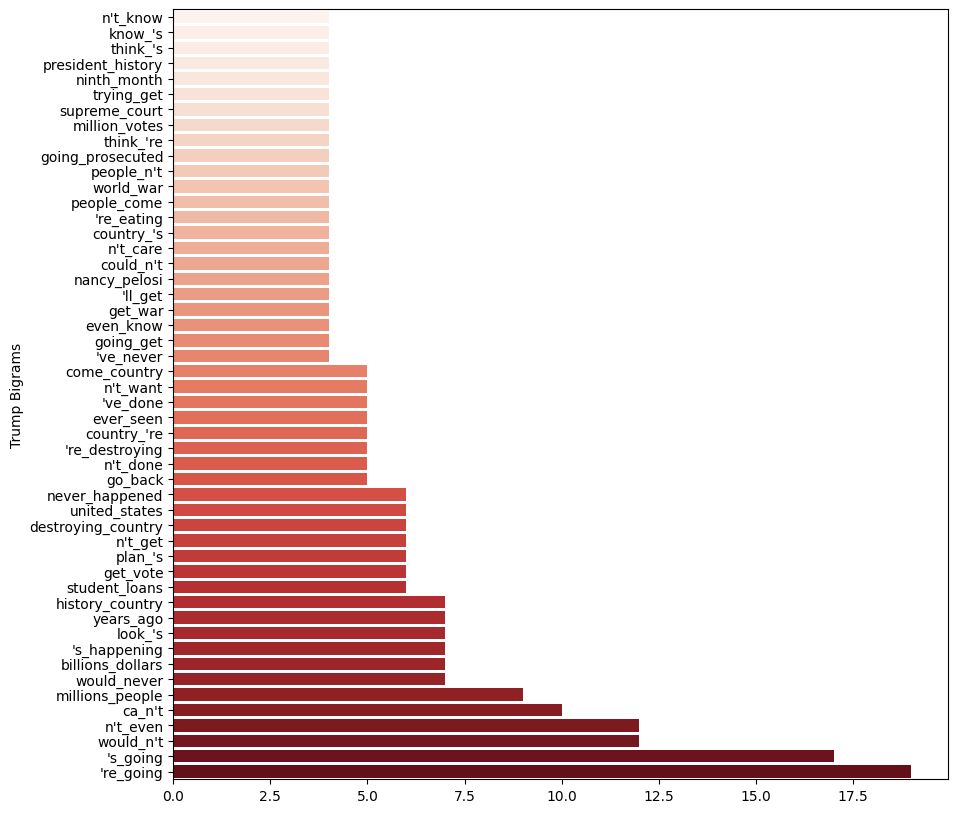 n't_know
know_'s
think_'s
president_history
ninth_month
trying_get
supreme_court
million_votes
think_'re
going_prosecuted
people_n't
world_war
people_come
're_eating
country_'s
n't_care
could_n't
nancy_pelosi
'll_get
get_war
even_know
going_get
've_never
come_country
n't_want
've_done
ever_seen
country_'re
're_destroying
n't_done
go_back
never_happened
united_states
destroying_country
n't_get
plan_'s
get_vote
student_loans
history_country
years_ago
look_'s
's_happening
billions_dollars
would_never
millions_people
ca_n't
n't_even
would_n't
's_going
're_going
Trump Bigrams
0.0 2.5 5.0 7.5 10.0 12.5 15.0 17.5